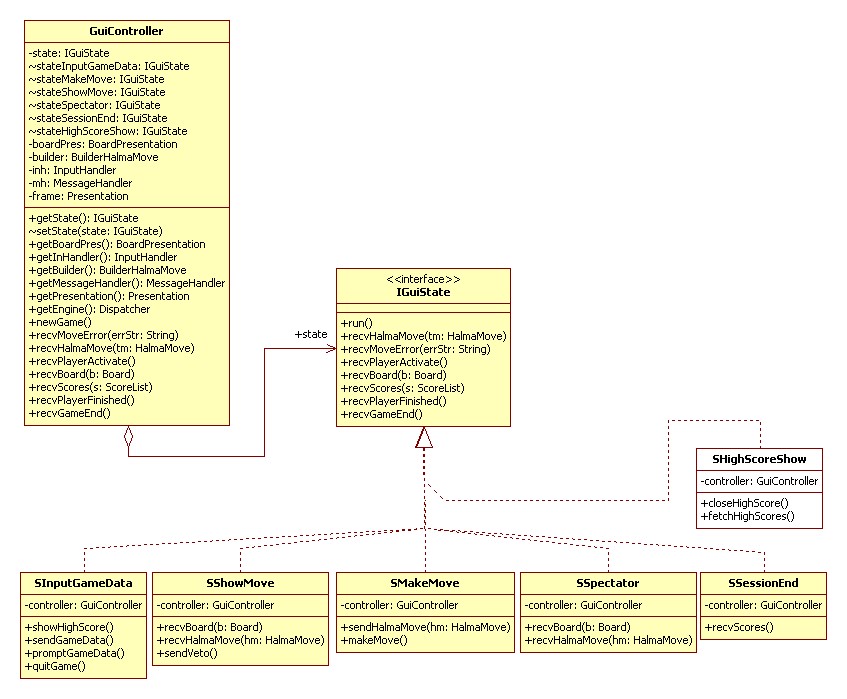 GuiController
-state: IGuiState
~stateInputGameData: IGuiState
~stateMakeMove: IGuiState
~stateShowMove: IGuiState
~stateSpectator: IGuiState
~stateSessionEnd: IGuiState
~stateHighScoreShow: IGuiState
-boardPres: BoardPresentation
-builder: BuilderHalmaMove
-inh: InputHandler
-mh: MessageHandler
-frame: Presentation
+getState(): IGuiState
~setState(state: IGuiState)
+getBoardPres(): BoardPresentation
+getInHandler(): InputHandler
+getBuilder(): BuilderHalmaMove
+getMessageHandler(): MessageHandler
+getPresentation(): Presentation
+getEngine(): Dispatcher
+newGame()
+recvMoveError(errStr: String)
+recvHalmaMove(tm: HalmaMove)
+recvPlayerActivate()
+recvBoard(b: Board)
+recvScores(s: ScoreList)
+recvPlayerFinished()
+recvGameEnd()
+state
<<interface>>
IGuiState
+run()
+recvHalmaMove(tm: HalmaMove)
+recvMoveError(errStr: String)
+recvPlayerActivate()
+recvBoard(b: Board)
+recvScores(s: ScoreList)
+recvPlayerFinished()
+recvGameEnd()
SHighScoreShow
-controller: GuiController
+closeHighScore()
+fetchHighScores()
SInputGameData
-controller: GuiController
+showHighScore()
+sendGameData()
+promptGameData()
+quitGame()
SShowMove
-controller: GuiController
+recvBoard(b: Board)
+recvHalmaMove(hm: HalmaMove)
+sendVeto()
SMakeMove
-controller: GuiController
+sendHalmaMove(hm: HalmaMove)
+makeMove()
SSpectator
-controller: GuiController
+recvBoard(b: Board)
+recvHalmaMove(hm: HalmaMove)
SSessionEnd
-controller: GuiController
+recvScores()